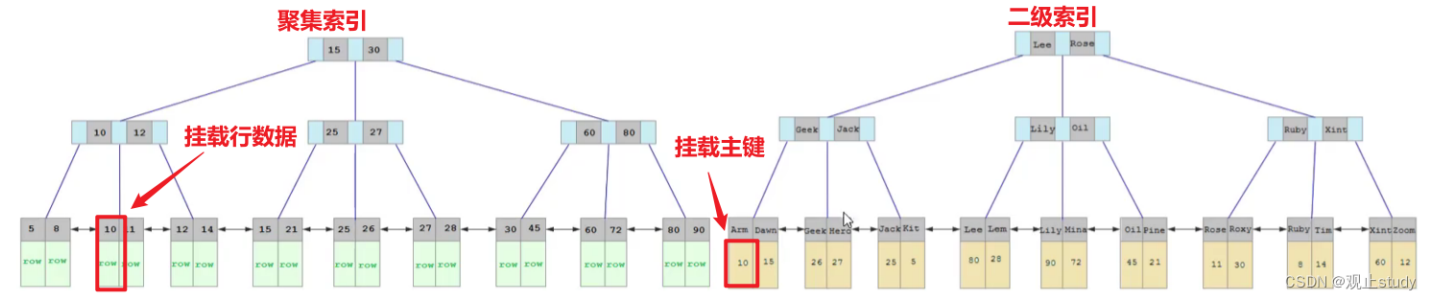 聚集索引
二级索引
15 30
Lee Rose
10 12
25 27
60 80
Geek Jack
Lily Oil
Ruby Xint
挂载行数据
挂载主键
5 8 10 11 12 14 15 21 25 26 27 28 30 45 60 72 80 90
row row row row row row row row row row row row row row row row row row
Arm Dawn Geek Hero Jack Kit Lee Lem Lily Mina Oil Pine Rose Roxy Ruby Tim Xint Zoom
10 15 26 27 25 5 80 28 90 72 45 21 11 30 8 14 60 12
CSDN @观止study